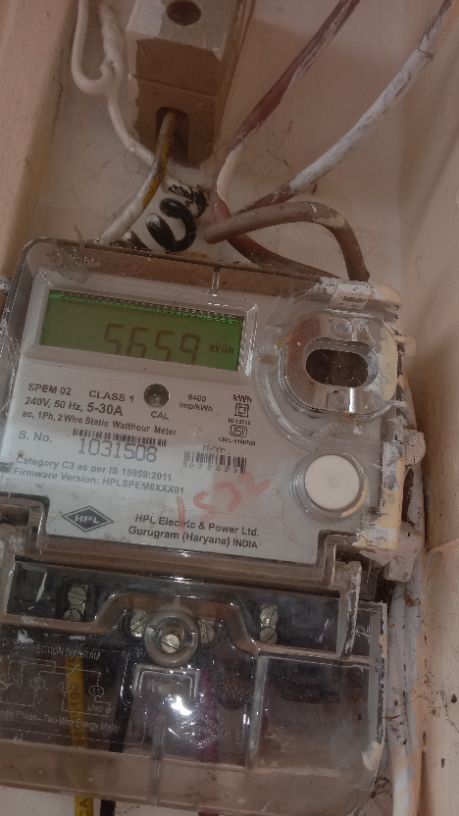 5659 kVAh
SPEM 02 CLASS 1 6400 imp/kWh kWh
240V, 50 Hz, 5-30A CAL
ac, 1Ph, 2 Wire Static Watthour Meter
S. No. 1031508
Category C3 as per IS 15959:2011
Firmware Version: HPLSPEM6XXX01
1532
HPL
HPL Electric & Power Ltd.
Gurugram (Haryana) INDIA